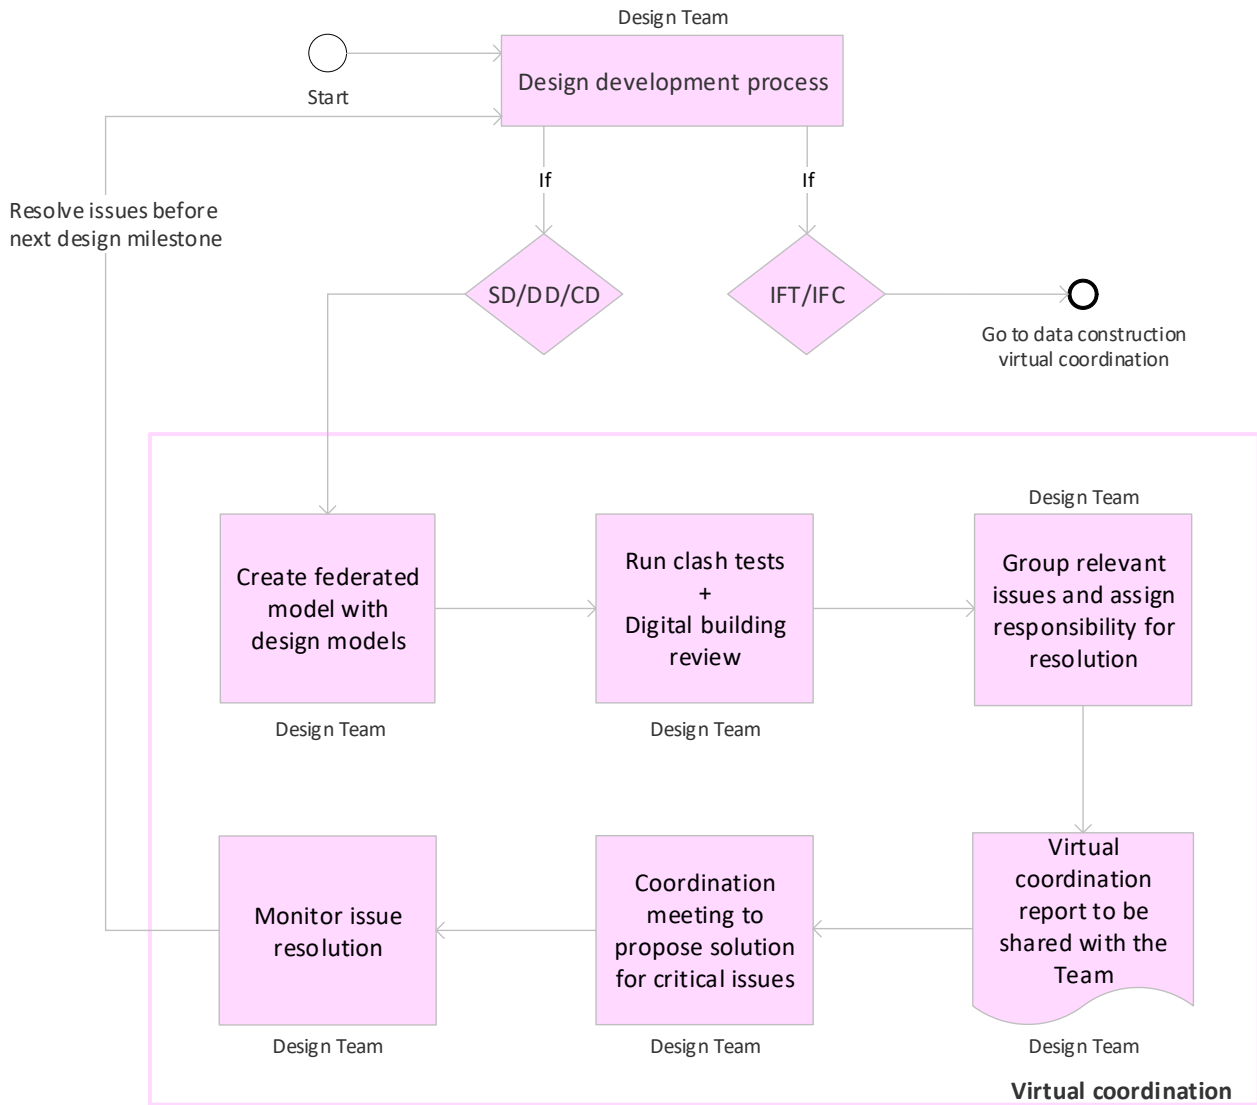 Design Team
Design development process
Start
If
If
Resolve issues before
next design milestone
SD/DD/CD
IFT/IFC
Go to data construction
virtual coordination
Design Team
Create federated
model with
design models
Run clash tests
+
Digital building
review
Group relevant
issues and assign
responsibility for
resolution
Design Team
Design Team
Monitor issue
resolution
Coordination
meeting to
propose solution
for critical issues
Virtual
coordination
report to be
shared with the
Team
Design Team
Design Team
Design Team
Virtual coordination